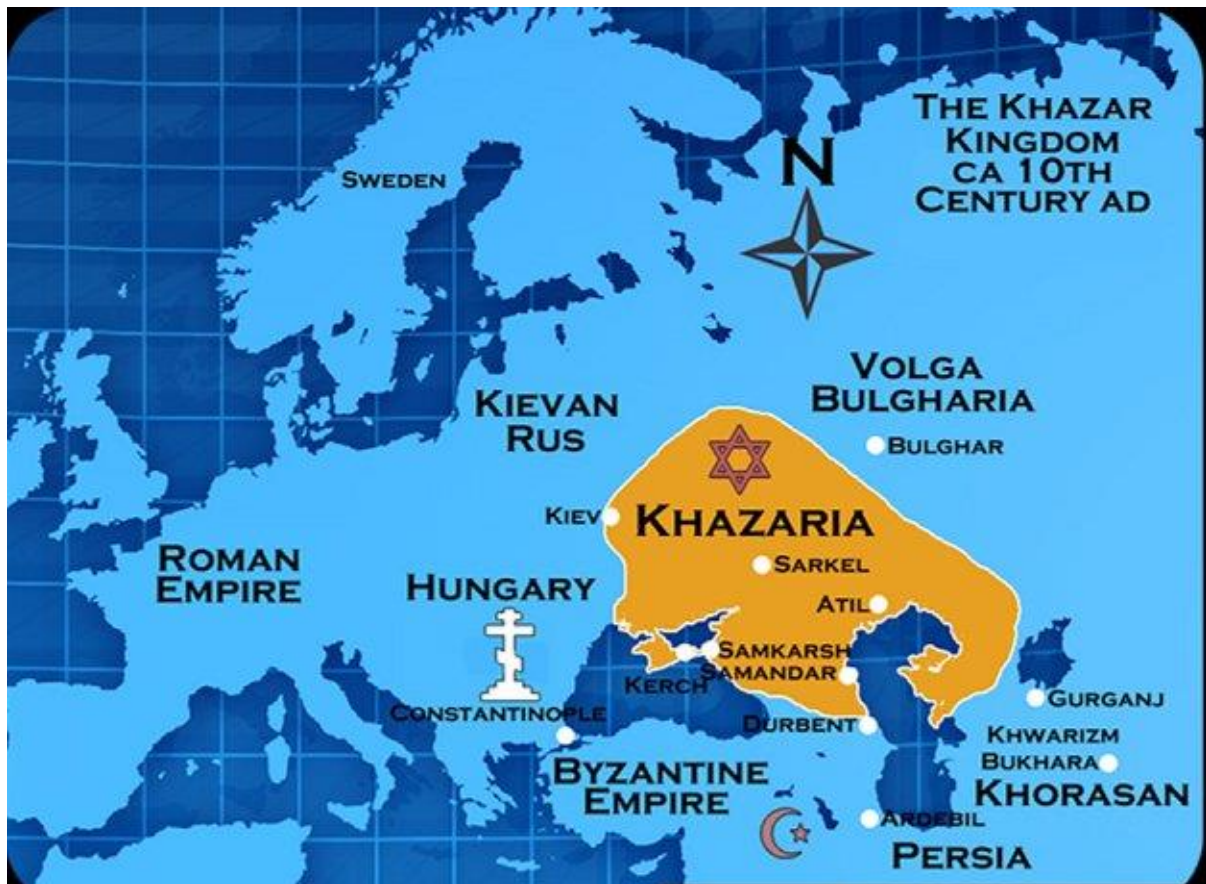 THE KHAZAR
KINGDOM
CA 10TH
CENTURY AD
N
SWEDEN
VOLGA
BULGHARIA
KIEVAN
RUS
BULGHAR
KIEV
KHAZARIA
ROMAN
EMPIRE
SARKEL
HUNGARY
ATIL
SAMKARSH
SAMANDAR
KERCH
CONSTANTINOPLE
DURBENT
GURGANJ
KHWARIZM
BUKHARA
KHORASAN
BYZANTINE
EMPIRE
ARDEBIL
PERSIA